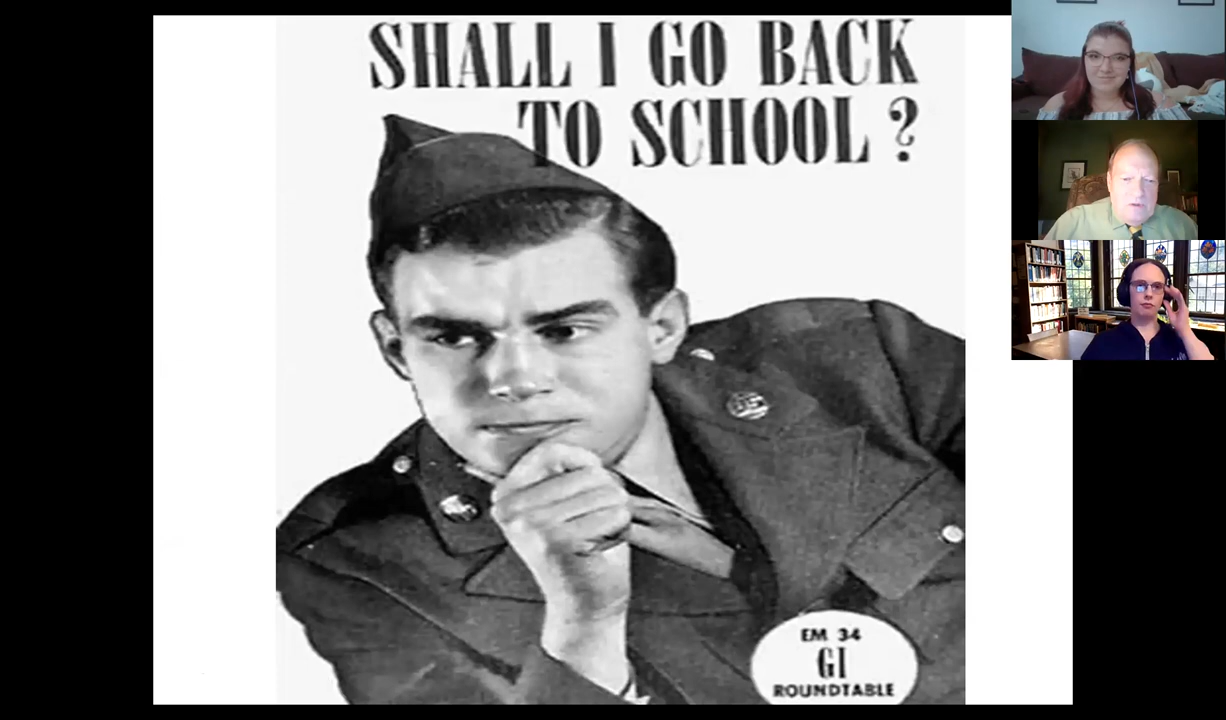 SHALL I GO BACK
TO SCHOOL ?
EM 34
GI
ROUNDTABLE